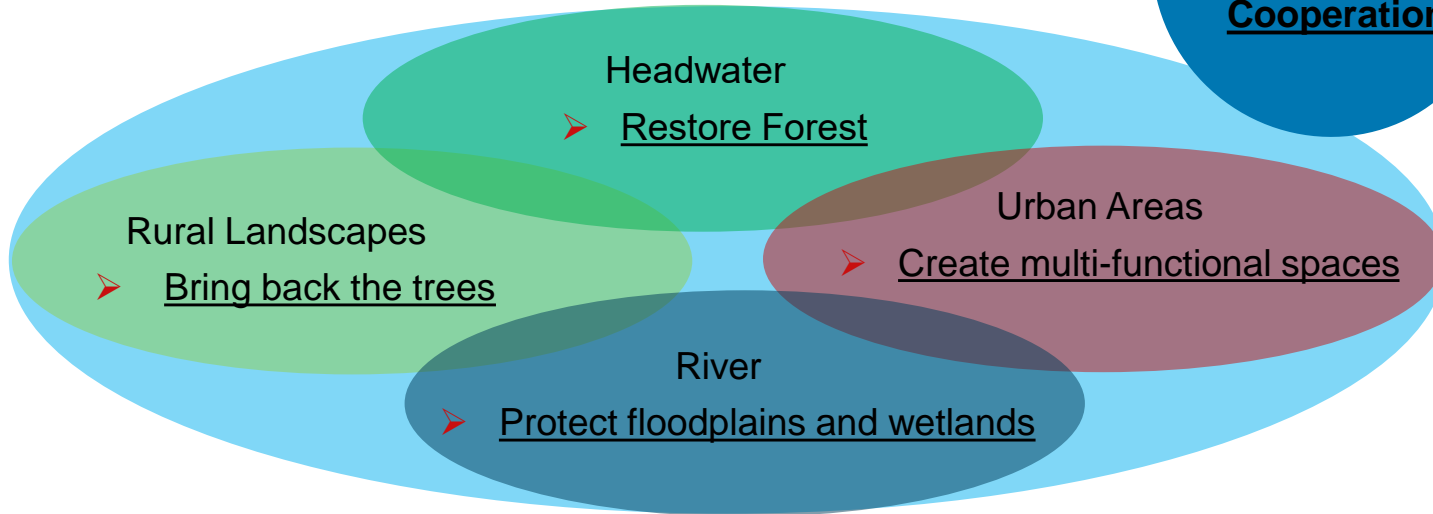 Cooperation
Headwater
➢ Restore Forest
Rural Landscapes
➢ Bring back the trees
Urban Areas
➢ Create multi-functional spaces
River
➢ Protect floodplains and wetlands